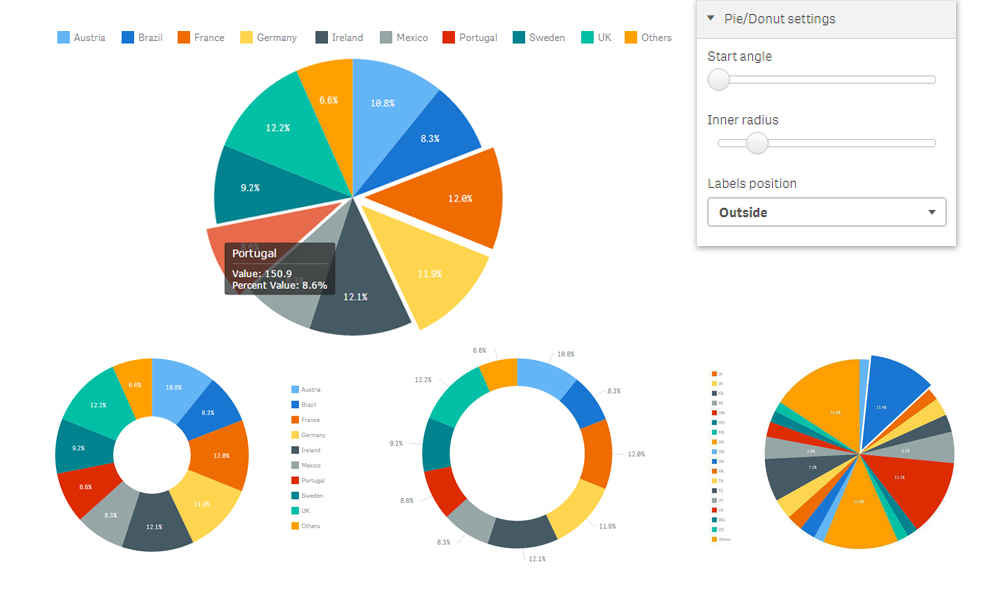 Pie/Donut settings
Start angle
Inner radius
Labels position
Outside
Austria Brazil France Germany Ireland Mexico Portugal Sweden UK Others
6.6%
10.8%
8.3%
12.2%
9.2%
12.0%
11.9%
12.1%
Portugal
Value: 150.9
Percent Value: 8.6%
6.6%
10.8%
12.2%
8.3%
9.2%
12.0%
8.6%
11.9%
8.3%
12.1%
Austria
Brazil
France
Germany
Ireland
Mexico
Portugal
Sweden
UK
Others
6.6%
10.8%
12.2%
8.3%
9.2%
12.0%
8.6%
11.9%
8.3%
12.1%
Others